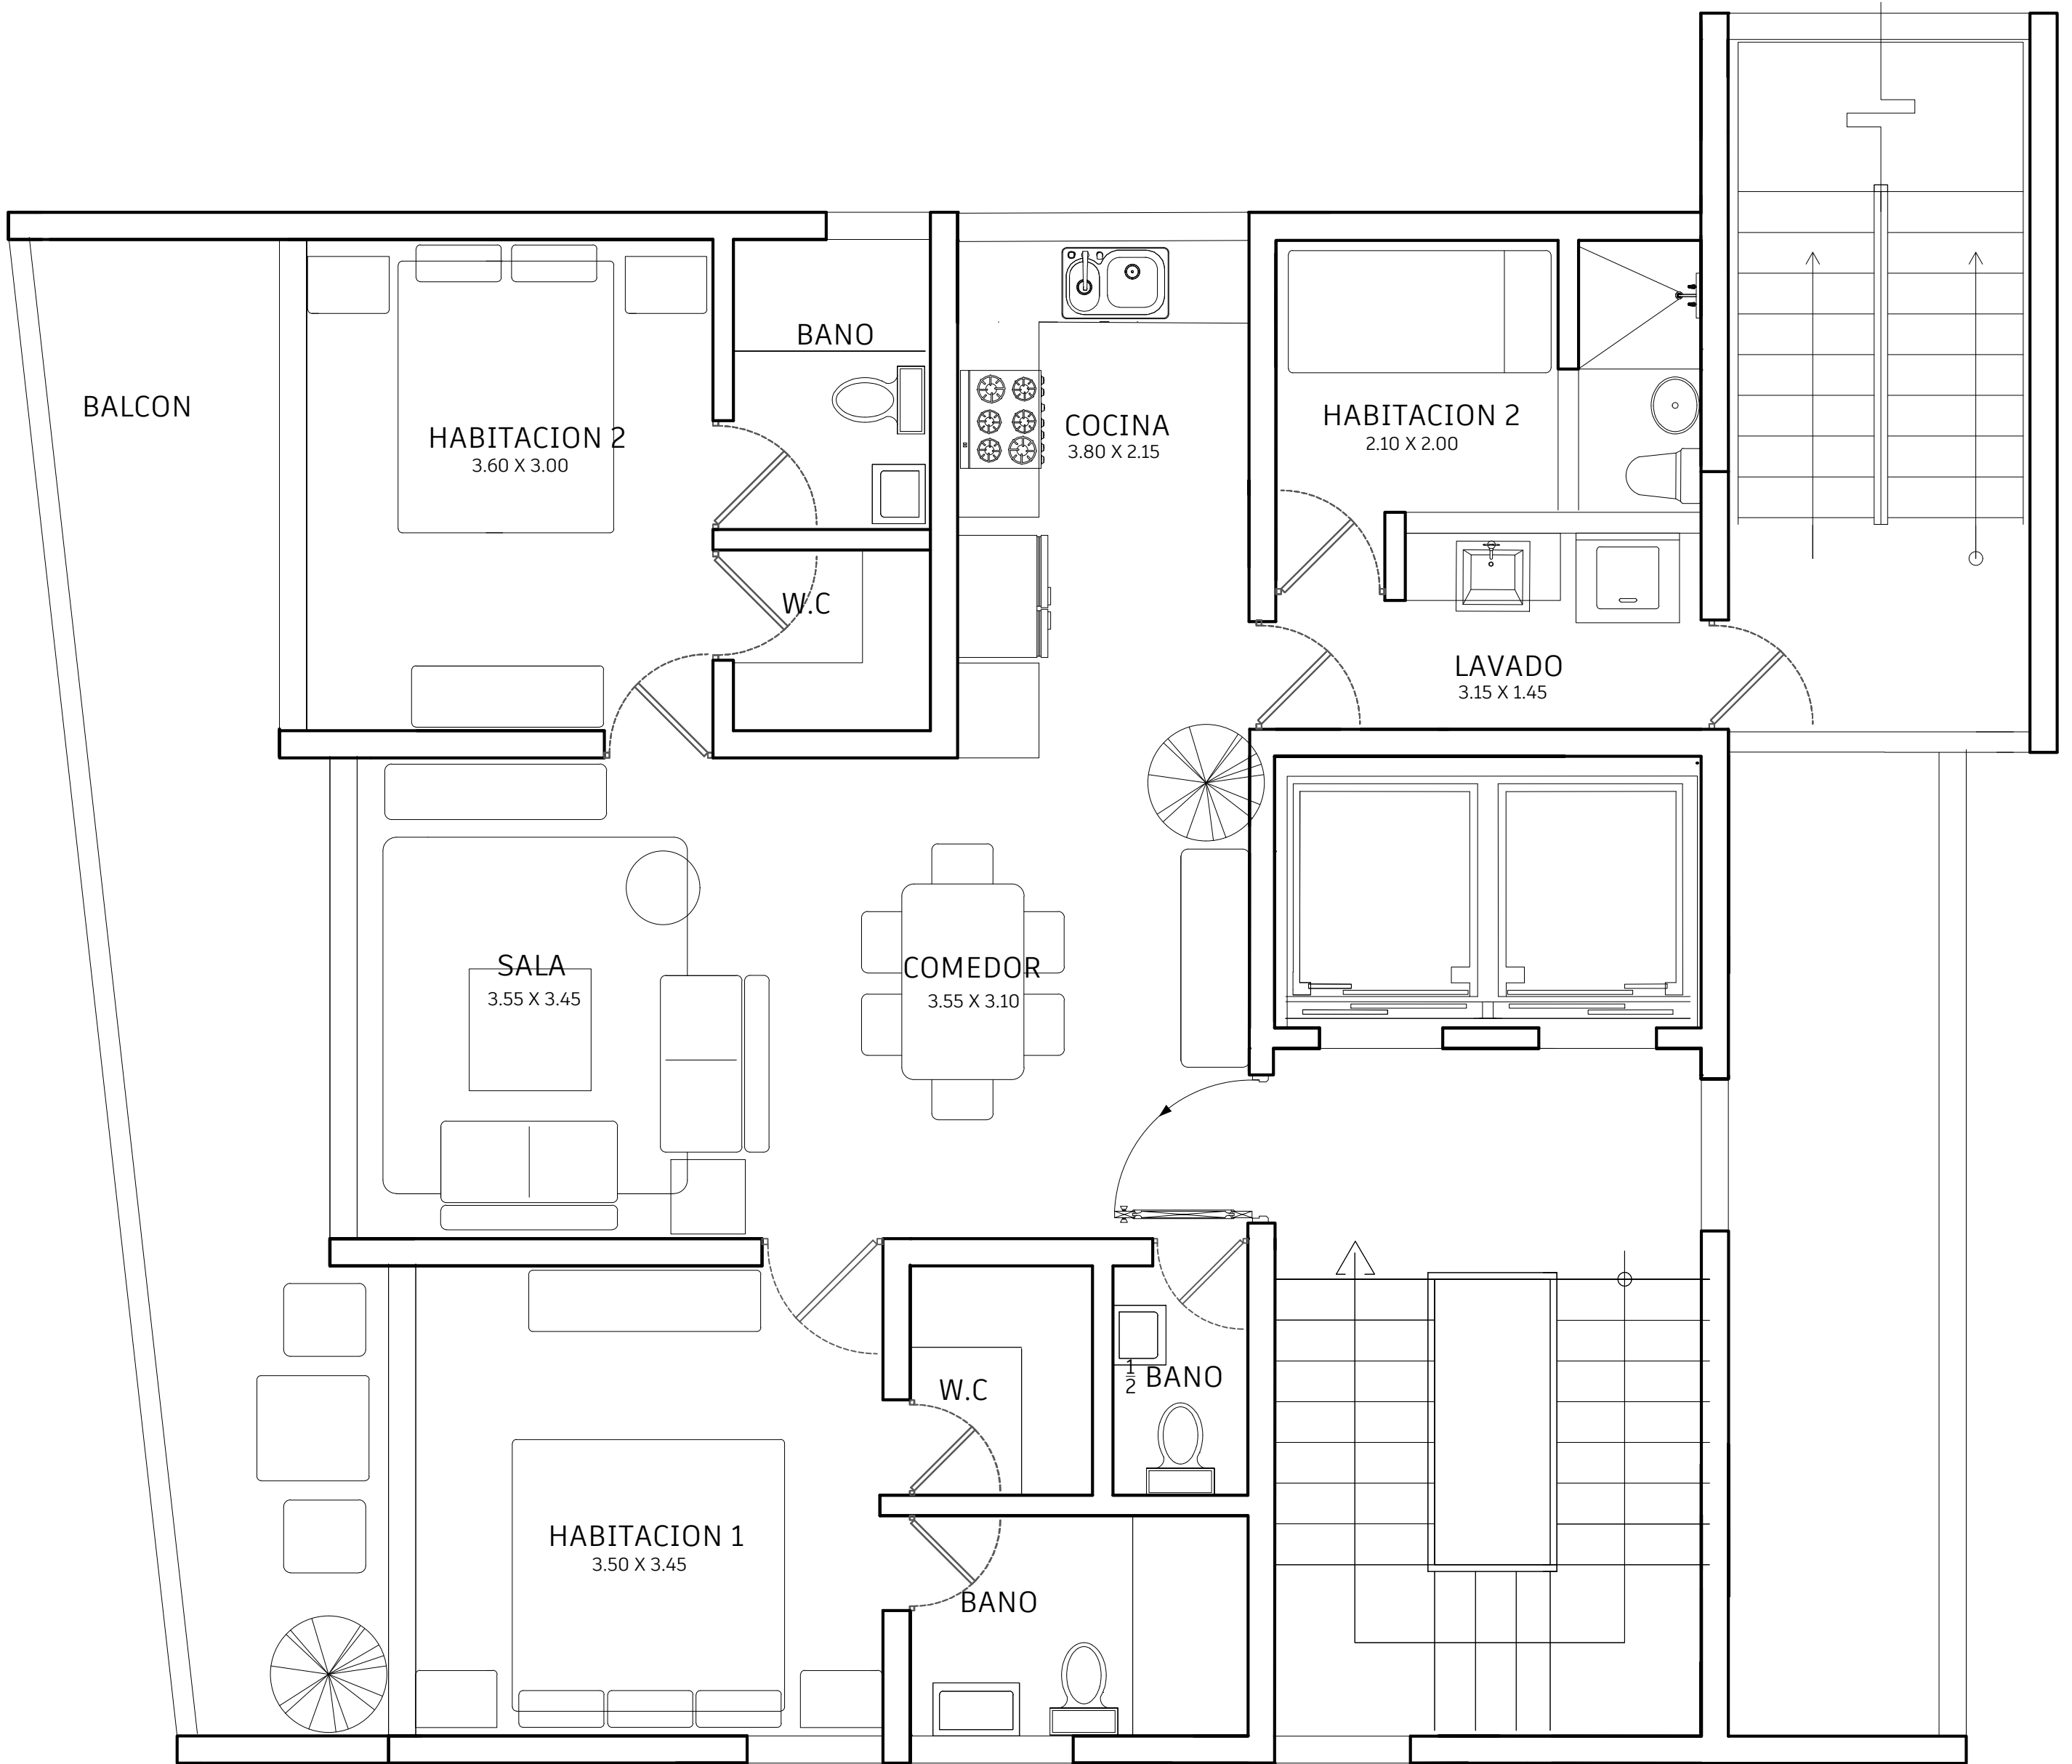 BANO
BALCON
HABITACION 2
3.60 X 3.00
COCINA
3.80 X 2.15
HABITACION 2
2.10 X 2.00
W.C
LAVADO
3.15 X 1.45
SALA
3.55 X 3.45
COMEDOR
3.55 X 3.10
W.C
1/2 BANO
HABITACION 1
3.50 X 3.45
BANO